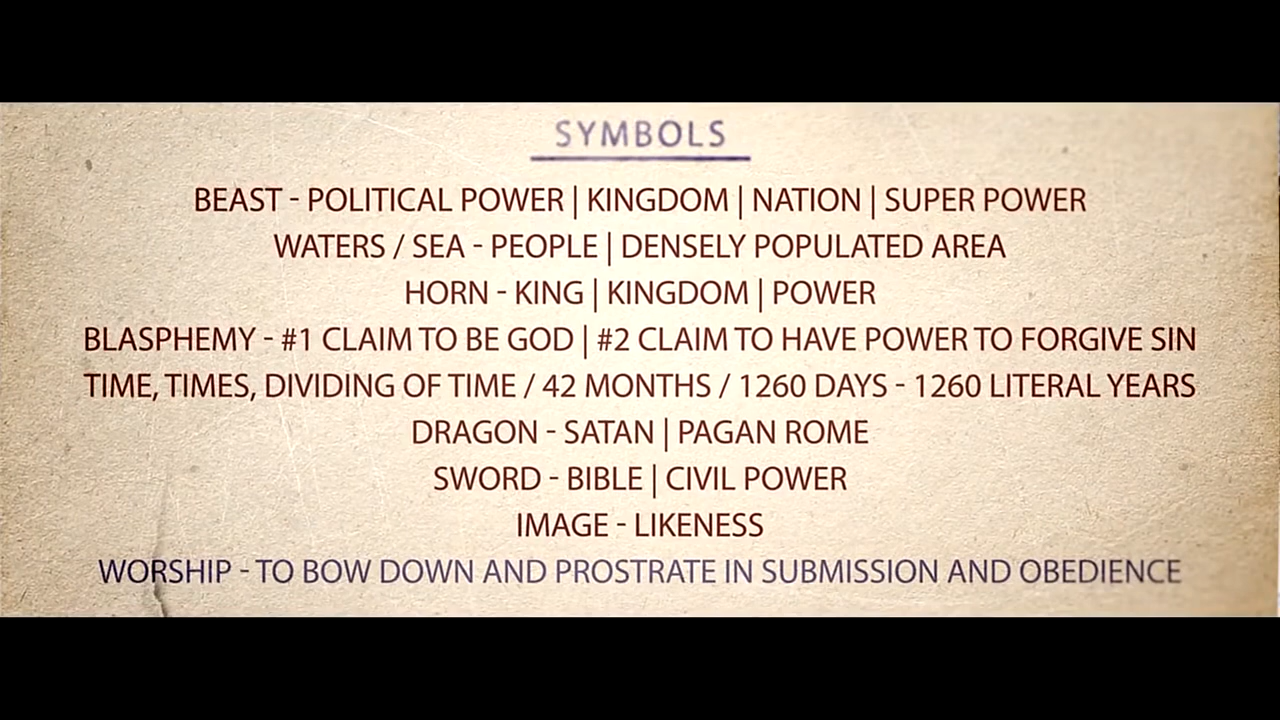 SYMBOLS
BEAST - POLITICAL POWER | KINGDOM | NATION | SUPER POWER
WATERS / SEA - PEOPLE | DENSELY POPULATED AREA
HORN - KING | KINGDOM | POWER
BLASPHEMY - #1 CLAIM TO BE GOD | #2 CLAIM TO HAVE POWER TO FORGIVE SIN
TIME, TIMES, DIVIDING OF TIME / 42 MONTHS / 1260 DAYS - 1260 LITERAL YEARS
DRAGON - SATAN | PAGAN ROME
SWORD - BIBLE | CIVIL POWER
IMAGE - LIKENESS
WORSHIP - TO BOW DOWN AND PROSTRATE IN SUBMISSION AND OBEDIENCE